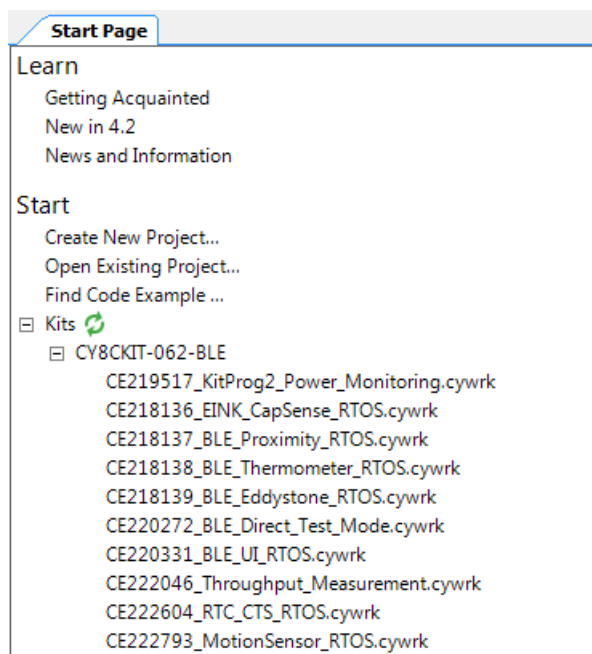 Start Page
Learn
Getting Acquainted
New in 4.2
News and Information
Start
Create New Project...
Open Existing Project...
Find Code Example ...
Kits
CY8CKIT-062-BLE
CE219517_KitProg2_Power_Monitoring.cywrk
CE218136_EINK_CapSense_RTOS.cywrk
CE218137_BLE_Proximity_RTOS.cywrk
CE218138_BLE_Thermometer_RTOS.cywrk
CE218139_BLE_Eddystone_RTOS.cywrk
CE220272_BLE_Direct_Test_Mode.cywrk
CE220331_BLE_UI_RTOS.cywrk
CE222046_Throughput_Measurement.cywrk
CE222604_RTC_CTS_RTOS.cywrk
CE222793_MotionSensor_RTOS.cywrk